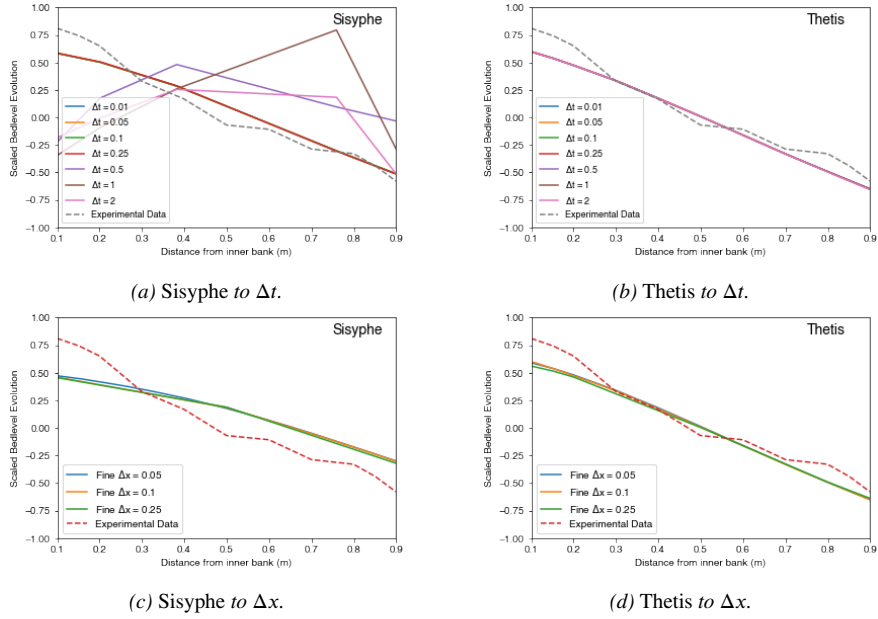 Sisyphe
1.00
0.75
0.50
0.25
0.00
−0.25
−0.50
−0.75
−1.00
Scaled Bedlevel Evolution
Δt = 0.01
Δt = 0.05
Δt = 0.1
Δt = 0.25
Δt = 0.5
Δt = 1
Δt = 2
Experimental Data
0.1 0.2 0.3 0.4 0.5 0.6 0.7 0.8 0.9
Distance from inner bank (m)
(a) Sisyphe to Δt.
Thetis
1.00
0.75
0.50
0.25
0.00
−0.25
−0.50
−0.75
−1.00
Scaled Bedlevel Evolution
Δt = 0.01
Δt = 0.05
Δt = 0.1
Δt = 0.25
Δt = 0.5
Δt = 1
Δt = 2
Experimental Data
0.1 0.2 0.3 0.4 0.5 0.6 0.7 0.8 0.9
Distance from inner bank (m)
(b) Thetis to Δt.
Sisyphe
1.00
0.75
0.50
0.25
0.00
−0.25
−0.50
−0.75
−1.00
Scaled Bedlevel Evolution
Fine Δx = 0.05
Fine Δx = 0.1
Fine Δx = 0.25
Experimental Data
0.1 0.2 0.3 0.4 0.5 0.6 0.7 0.8 0.9
Distance from inner bank (m)
(c) Sisyphe to Δx.
Thetis
1.00
0.75
0.50
0.25
0.00
−0.25
−0.50
−0.75
−1.00
Scaled Bedlevel Evolution
Fine Δx = 0.05
Fine Δx = 0.1
Fine Δx = 0.25
Experimental Data
0.1 0.2 0.3 0.4 0.5 0.6 0.7 0.8 0.9
Distance from inner bank (m)
(d) Thetis to Δx.